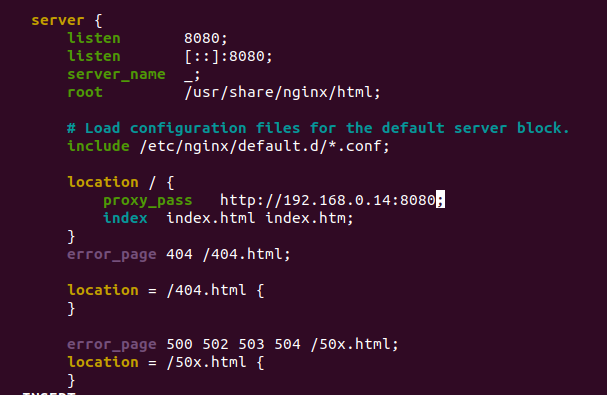 server {
listen 8080;
listen [::]:8080;
server_name _;
root /usr/share/nginx/html;
# Load configuration files for the default server block.
include /etc/nginx/default.d/*.conf;
location / {
proxy_pass http://192.168.0.14:8080;
index index.html index.htm;
}
error_page 404 /404.html;
location = /404.html {
}
error_page 500 502 503 504 /50x.html;
location = /50x.html {
}
INSERT